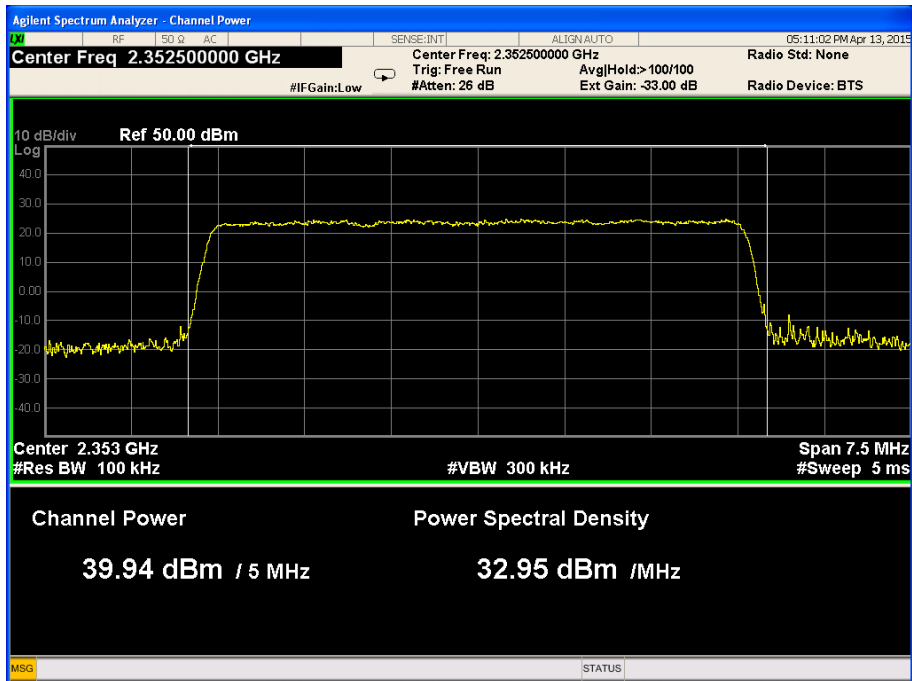 Agilent Spectrum Analyzer - Channel Power
LXI RF 50 Ω AC SENSE:INT ALIGN AUTO 05:11:02 PM Apr 13, 2015
Center Freq 2.352500000 GHz
Center Freq: 2.352500000 GHz
Radio Std: None
Trig: Free Run Avg|Hold:>100/100
#IFGain:Low #Atten: 26 dB Ext Gain: -33.00 dB Radio Device: BTS
10 dB/div Ref 50.00 dBm
Log
40.0
30.0
20.0
10.0
0.00
-10.0
-20.0
-30.0
-40.0
Center 2.353 GHz Span 7.5 MHz
#Res BW 100 kHz #VBW 300 kHz #Sweep 5 ms
Channel Power Power Spectral Density
39.94 dBm / 5 MHz 32.95 dBm /MHz
MSG STATUS